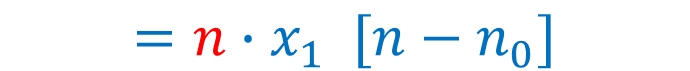 = n · x₁ [n − n₀]